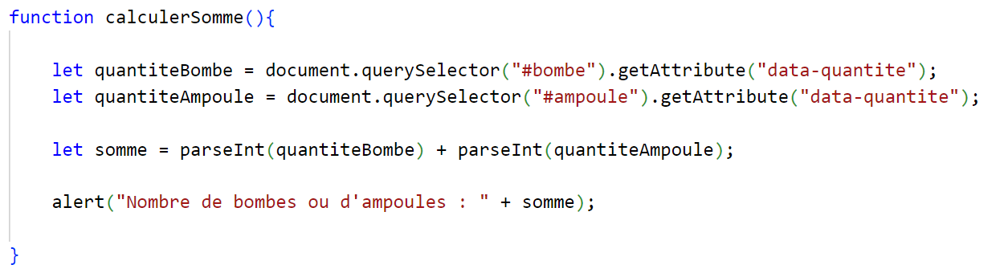 function calculerSomme(){
let quantiteBombe = document.querySelector("#bombe").getAttribute("data-quantite");
let quantiteAmpoule = document.querySelector("#ampoule").getAttribute("data-quantite");
let somme = parseInt(quantiteBombe) + parseInt(quantiteAmpoule);
alert("Nombre de bombes ou d'ampoules : " + somme);
}